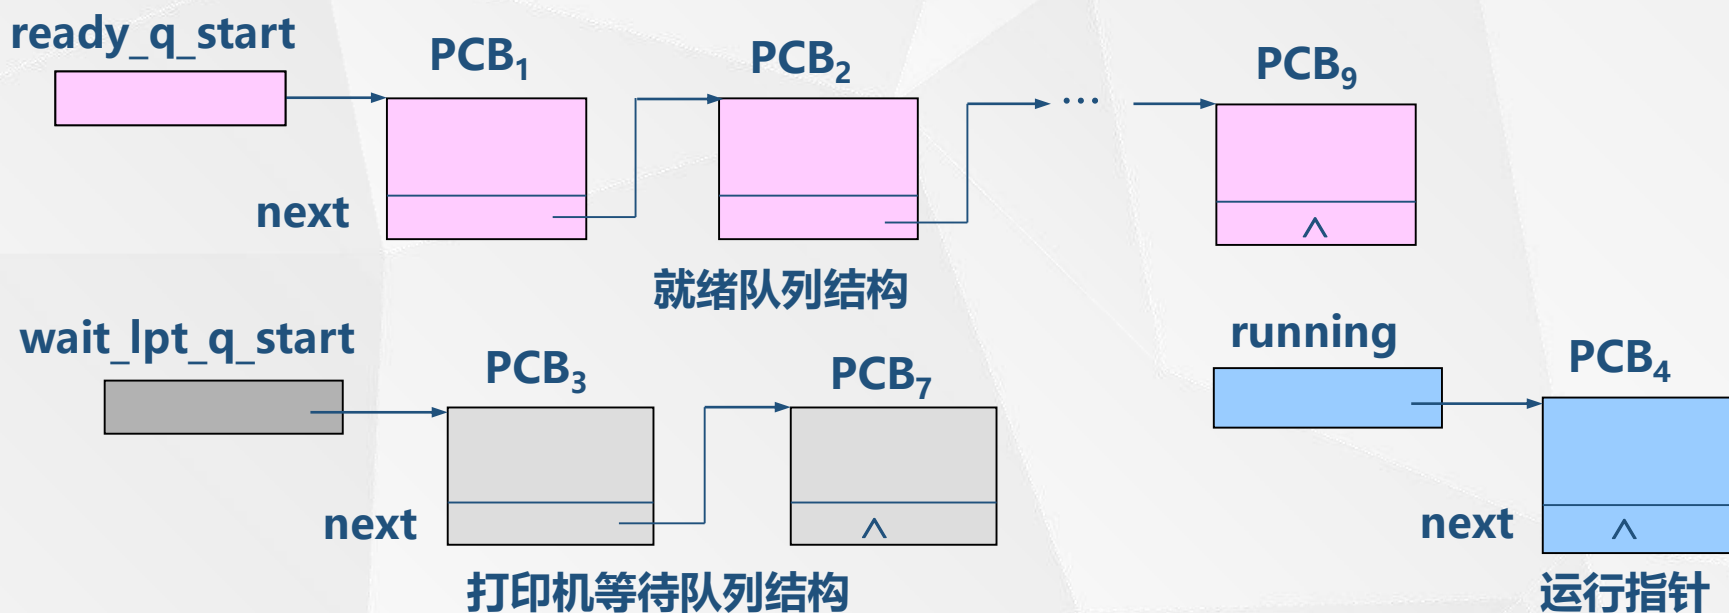 ready_q_start
PCB1
PCB2
PCB9
...
next
^
就绪队列结构
wait_lpt_q_start
PCB3
PCB7
running
PCB4
next
^
next
^
打印机等待队列结构
运行指针